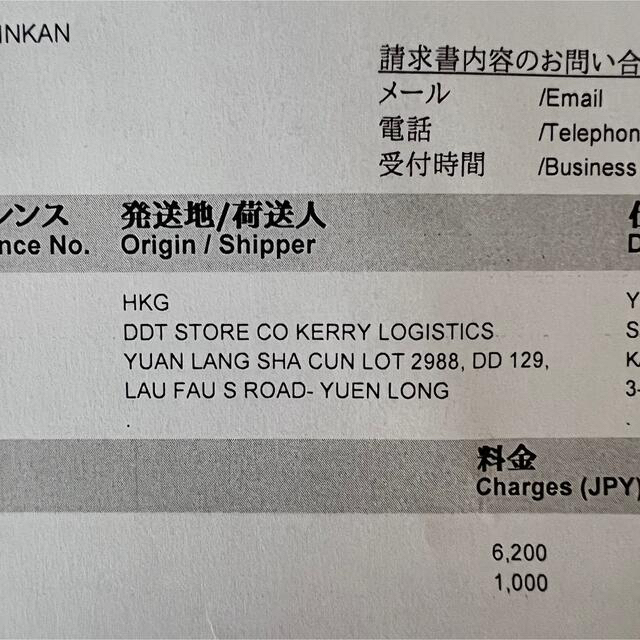 INKAN
請求書内容のお問い合
メール /Email
電話 /Telephon
受付時間 /Business
レンス 発送地/荷送人
nce No. Origin / Shipper D
HKG Y
DDT STORE CO KERRY LOGISTICS S
YUAN LANG SHA CUN LOT 2988, DD 129, KA
LAU FAU S ROAD- YUEN LONG 3-
. .
料金
Charges (JPY)
6,200
1,000